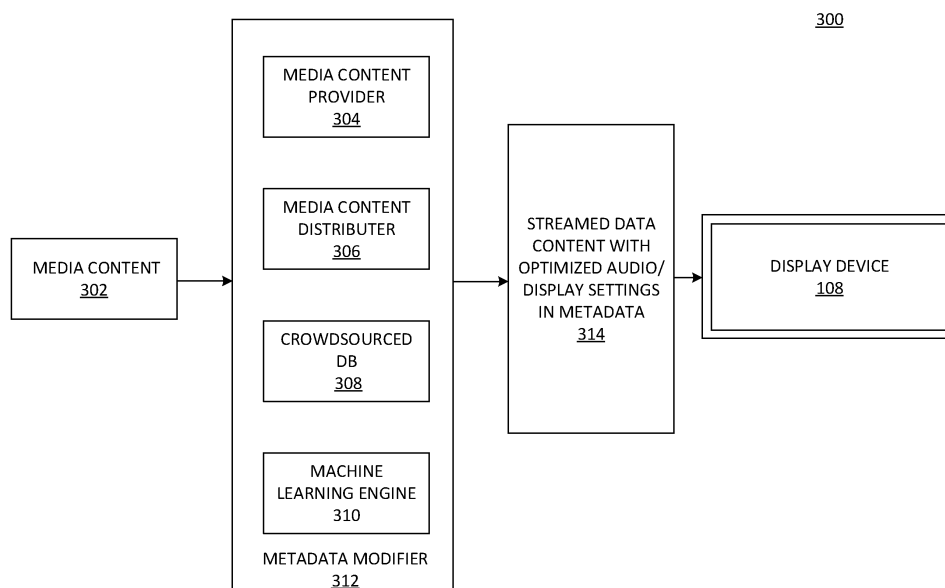 300
MEDIA CONTENT
302
MEDIA CONTENT
PROVIDER
304
MEDIA CONTENT
DISTRIBUTER
306
CROWDSOURCED
DB
308
MACHINE
LEARNING ENGINE
310
METADATA MODIFIER
312
STREAMED DATA
CONTENT WITH
OPTIMIZED AUDIO/
DISPLAY SETTINGS
IN METADATA
314
DISPLAY DEVICE
108